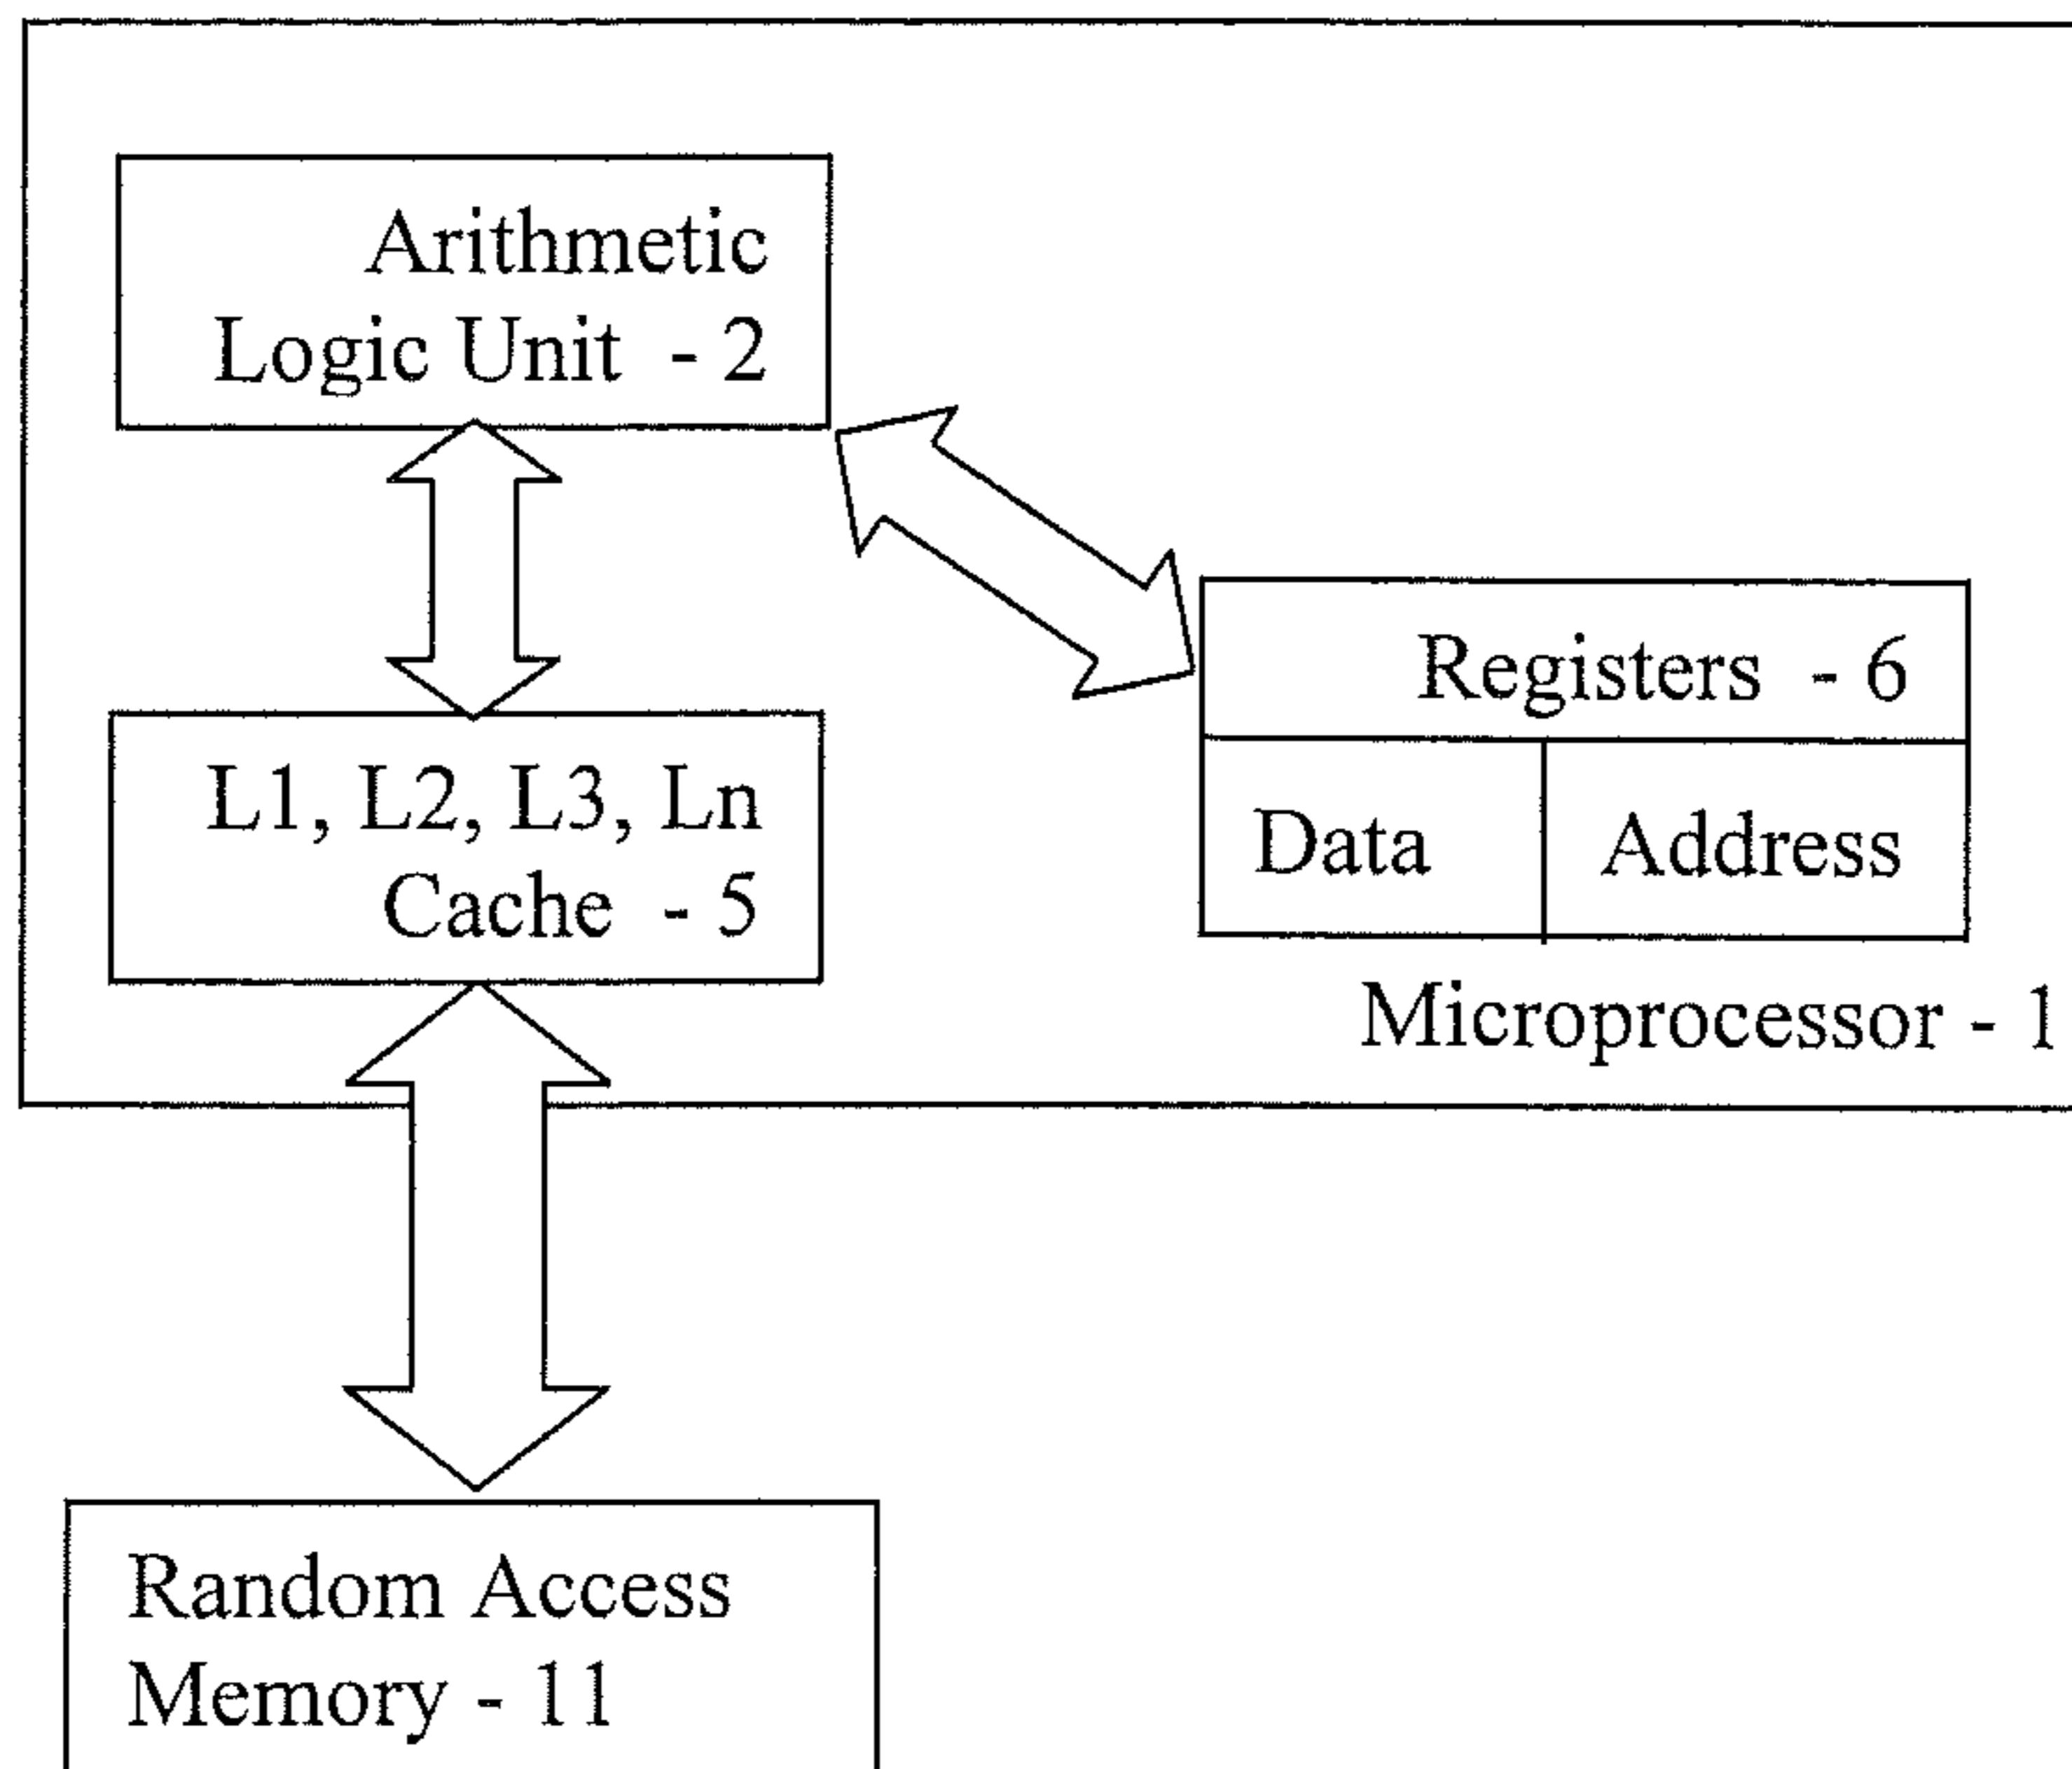 Arithmetic
Logic Unit - 2
Registers - 6
Data Address
L1, L2, L3, Ln
Cache - 5
Microprocessor - 1
Random Access
Memory - 11